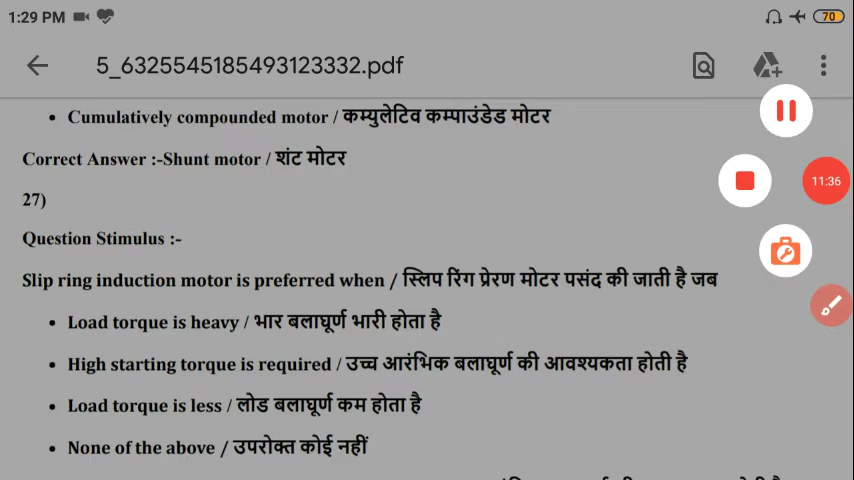 1:29 PM
70
5_6325545185493123332.pdf
• Cumulatively compounded motor / कम्युलेटिव कम्पाउंडेड मोटर
Correct Answer :-Shunt motor / शंट मोटर
11:36
27)
Question Stimulus :-
Slip ring induction motor is preferred when / स्लिप रिंग प्रेरण मोटर पसंद की जाती है जब
• Load torque is heavy / भार बलाघूर्ण भारी होता है
• High starting torque is required / उच्च आरंभिक बलाघूर्ण की आवश्यकता होती है
• Load torque is less / लोड बलाघूर्ण कम होता है
• None of the above / उपरोक्त कोई नहीं